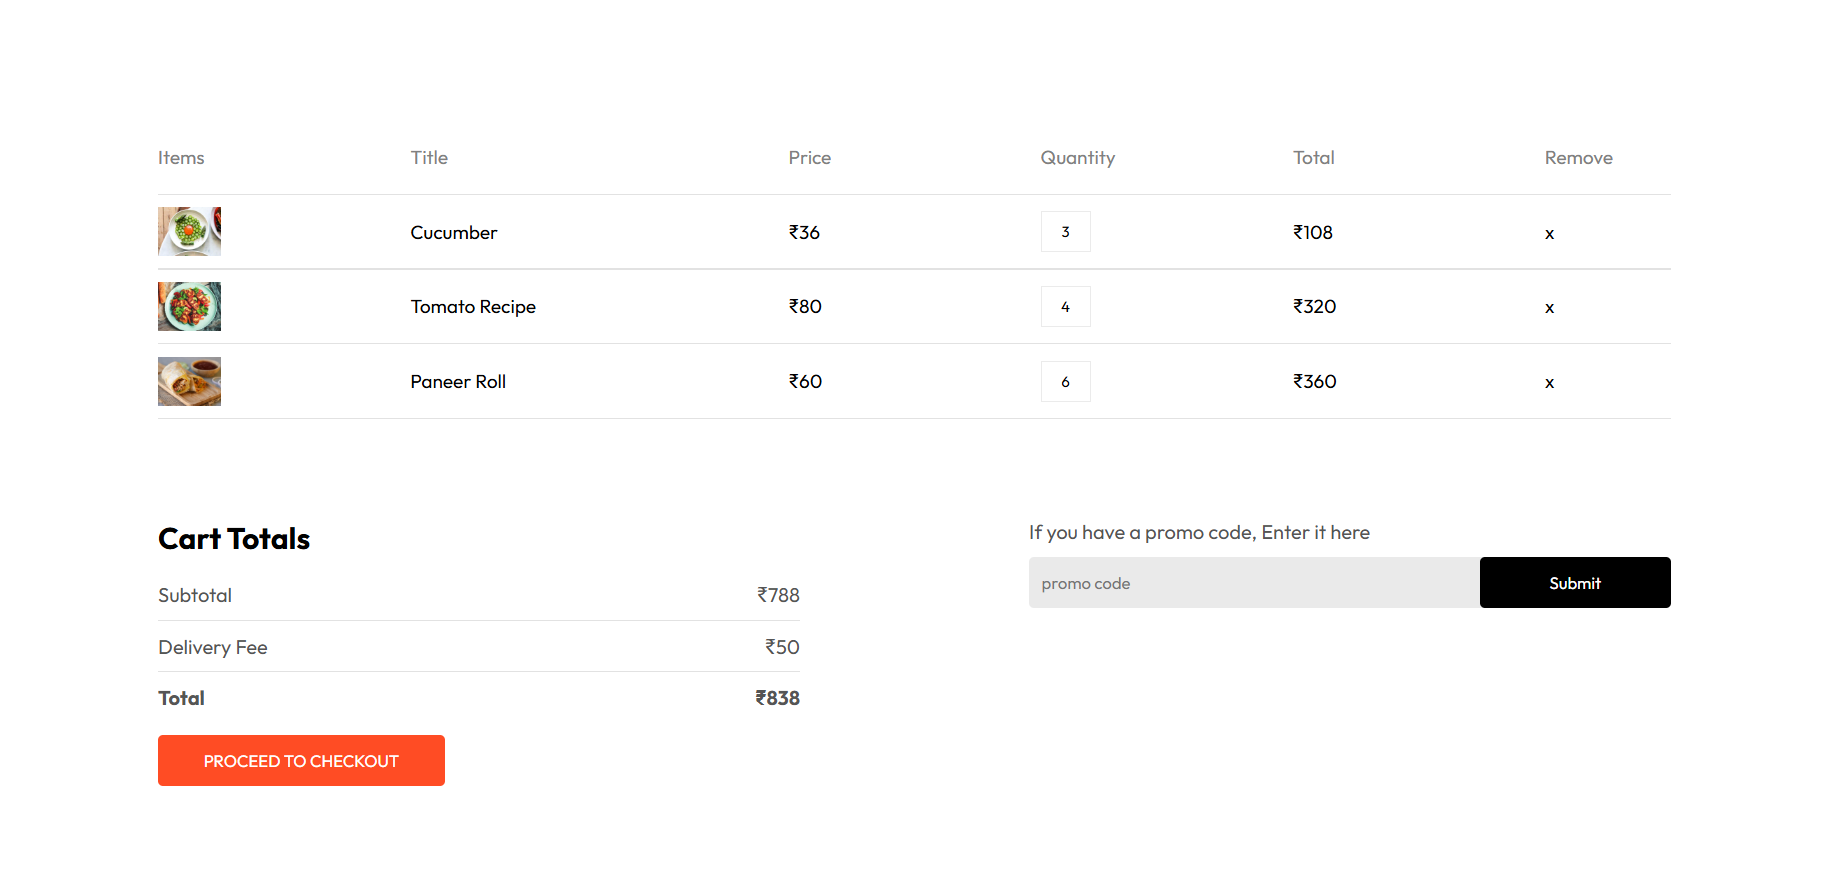 Items Title Price Quantity Total Remove
Cucumber ₹36 3 ₹108 x
Tomato Recipe ₹80 4 ₹320 x
Paneer Roll ₹60 6 ₹360 x
Cart Totals
Subtotal ₹788
Delivery Fee ₹50
Total ₹838
PROCEED TO CHECKOUT
If you have a promo code, Enter it here
promo code Submit